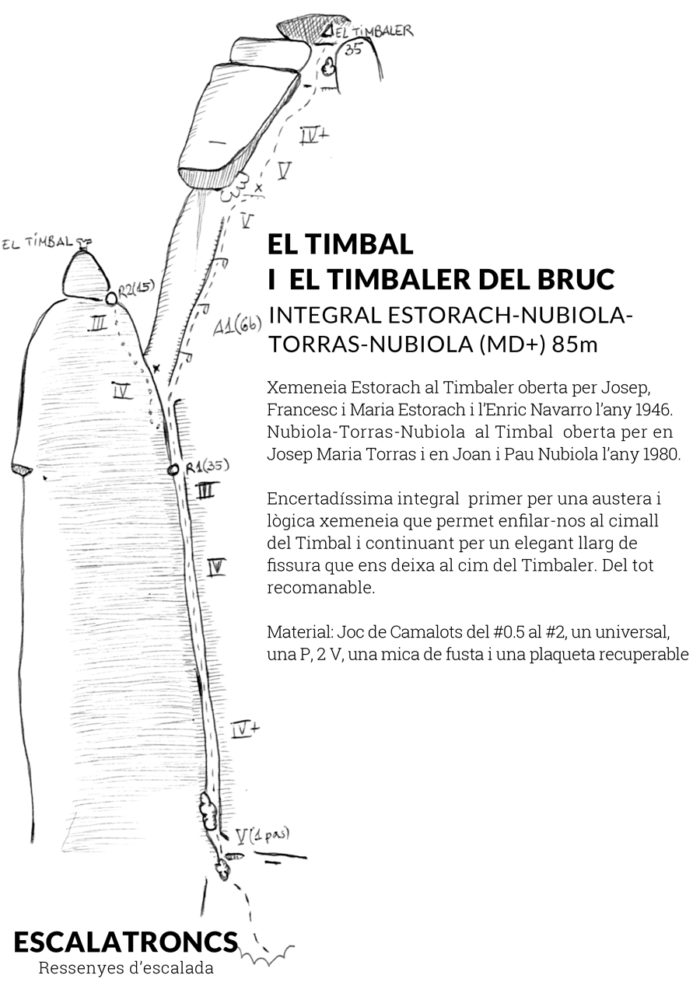 EL TIMBALER
35
IV+
V
V
EL TIMBAL
R2(15)
III
A1(6b)
IV
R1(35)
III
IV
IV+
V(1 pas)
EL TIMBAL
I EL TIMBALER DEL BRUC
INTEGRAL ESTORACH-NUBIOLA-
TORRAS-NUBIOLA (MD+) 85m
Xemeneia Estorach al Timbaler oberta per Josep,
Francesc i Maria Estorach i l’Enric Navarro l’any 1946.
Nubiola-Torras-Nubiola al Timbal oberta per en
Josep Maria Torras i en Joan i Pau Nubiola l’any 1980.
Encertadíssima integral primer per una austera i
lògica xemeneia que permet enfilar-nos al cimall
del Timbal i continuant per un elegant llarg de
fissura que ens deixa al cim del Timbaler. Del tot
recomanable.
Material: Joc de Camalots del #0.5 al #2, un universal,
una P, 2 V, una mica de fusta i una plaqueta recuperable
ESCALATRONCS
Ressenyes d’escalada